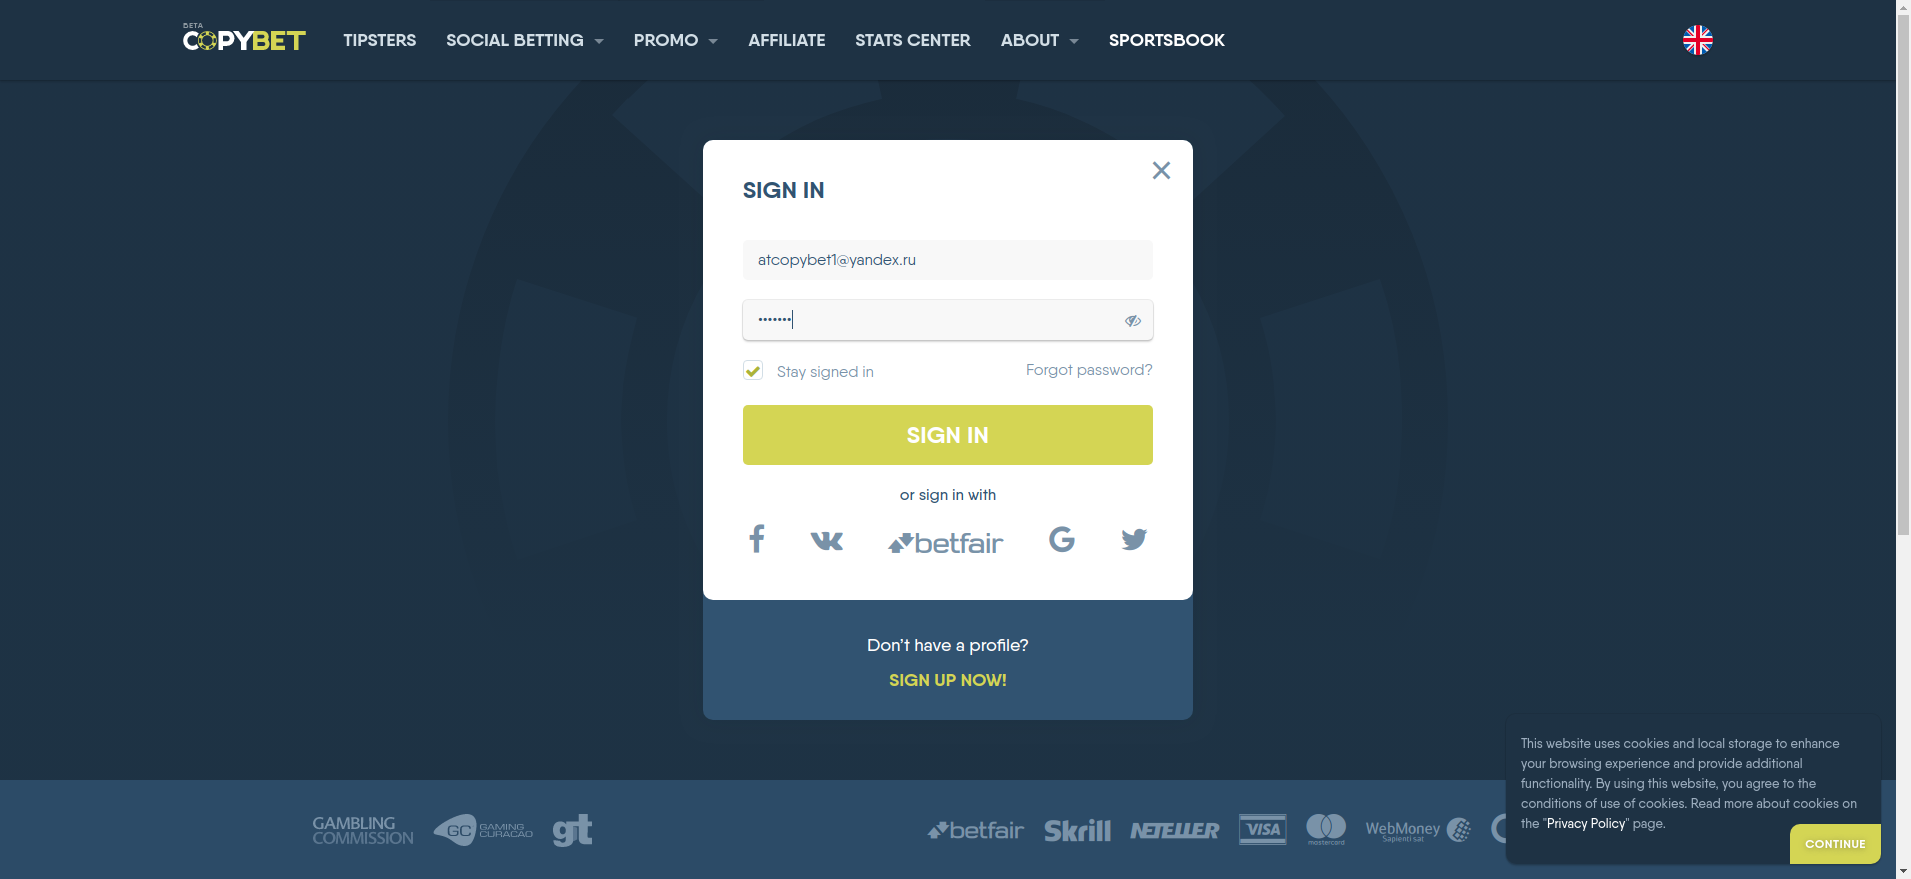 BETA
COPYBET
TIPSTERS SOCIAL BETTING PROMO AFFILIATE STATS CENTER ABOUT SPORTSBOOK
SIGN IN
atcopybet1@yandex.ru
•••••••
Stay signed in Forgot password?
SIGN IN
or sign in with
betfair
Don't have a profile?
SIGN UP NOW!
This website uses cookies and local storage to enhance
your browsing experience and provide additional
functionality. By using this website, you agree to the
conditions of use of cookies. Read more about cookies on
the "Privacy Policy" page.
CONTINUE
GAMBLING
COMMISSION
GC GAMING
CURACAO
gt
betfair
Skrill
NETELLER
VISA
mastercard
WebMoney
Sapienti sat